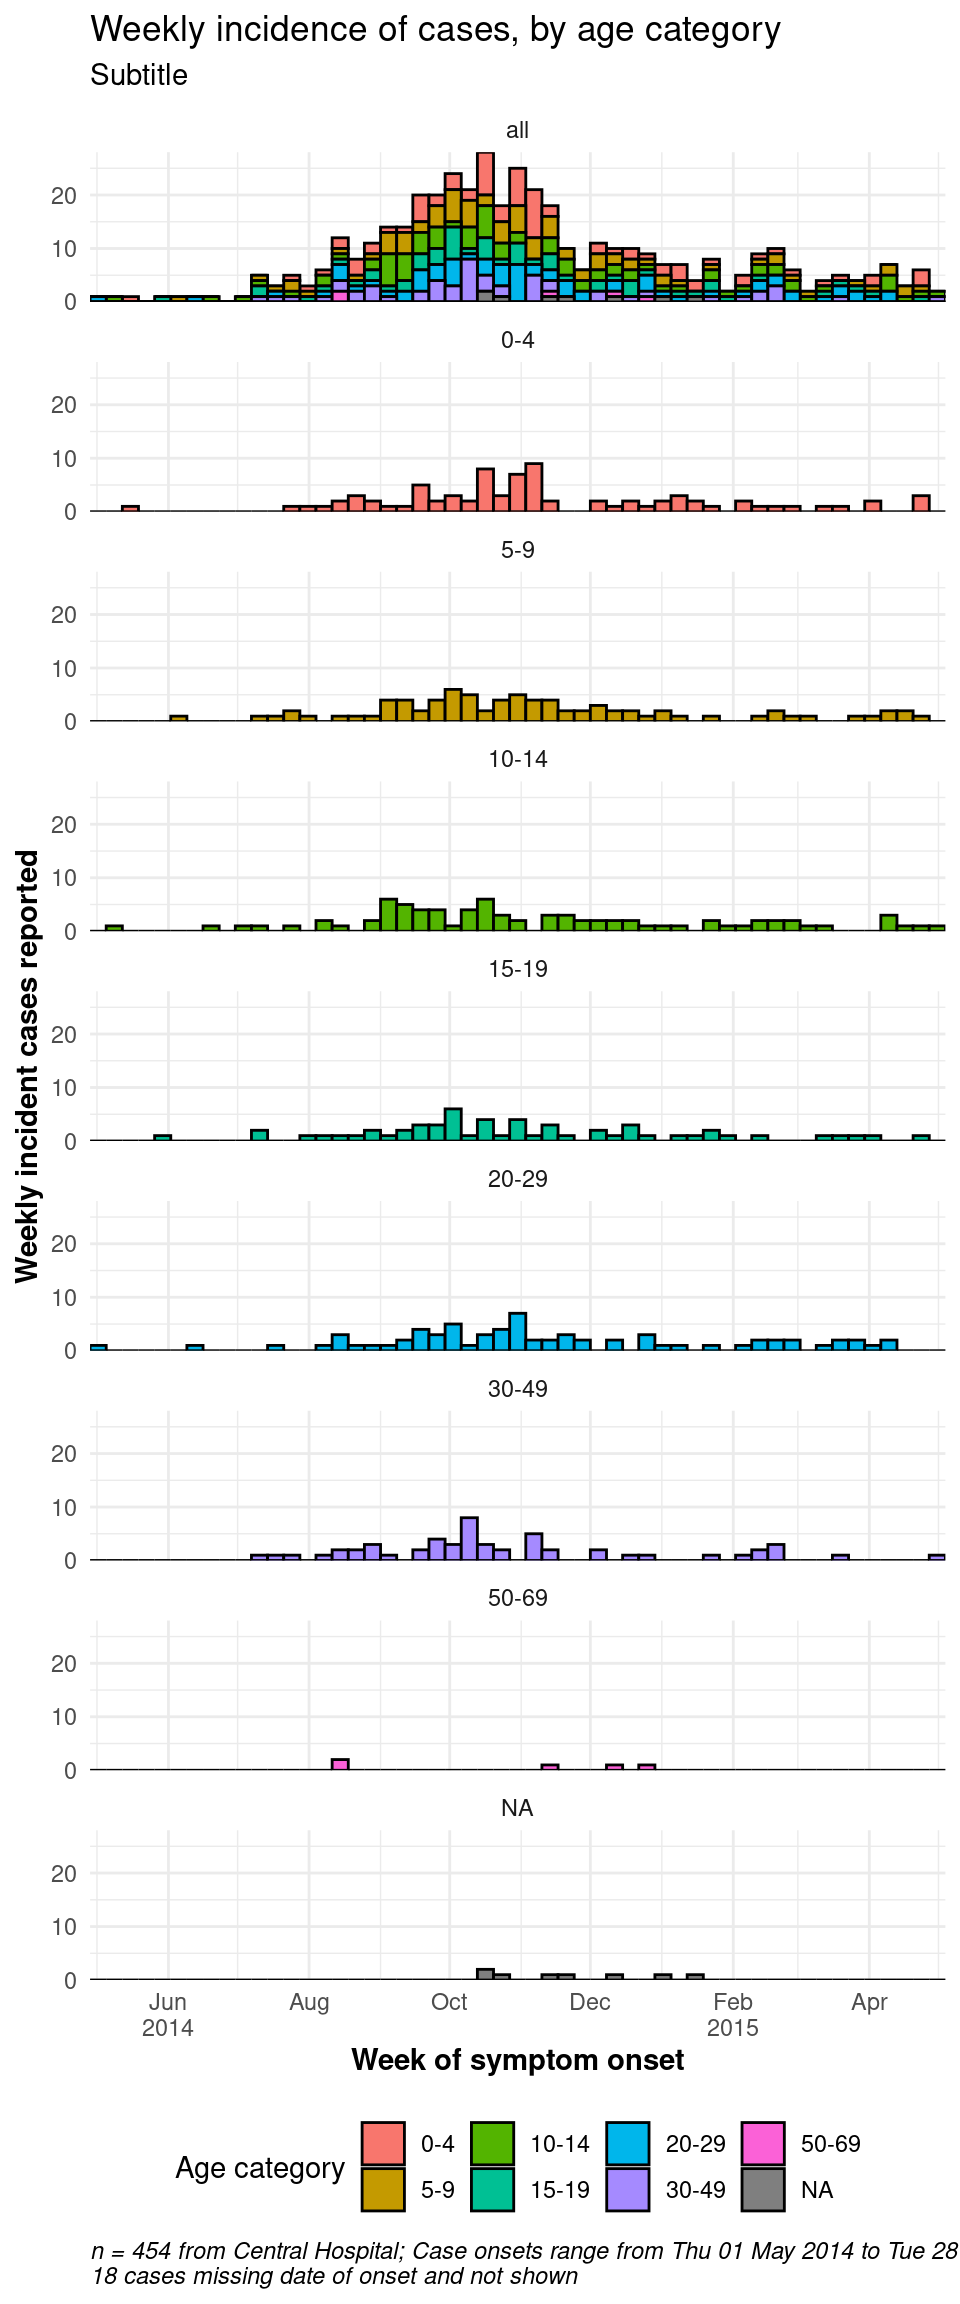 Weekly incidence of cases, by age category
Subtitle
all
20
10
0
0-4
20
10
0
5-9
20
10
0
10-14
20
10
0
15-19
20
10
0
20-29
20
10
0
30-49
20
10
0
50-69
20
10
0
NA
20
10
0
Weekly incident cases reported
Jun Aug Oct Dec Feb Apr
2014 2015
Week of symptom onset
Age category
0-4 10-14 20-29 50-69
5-9 15-19 30-49 NA
n = 454 from Central Hospital; Case onsets range from Thu 01 May 2014 to Tue 28
18 cases missing date of onset and not shown